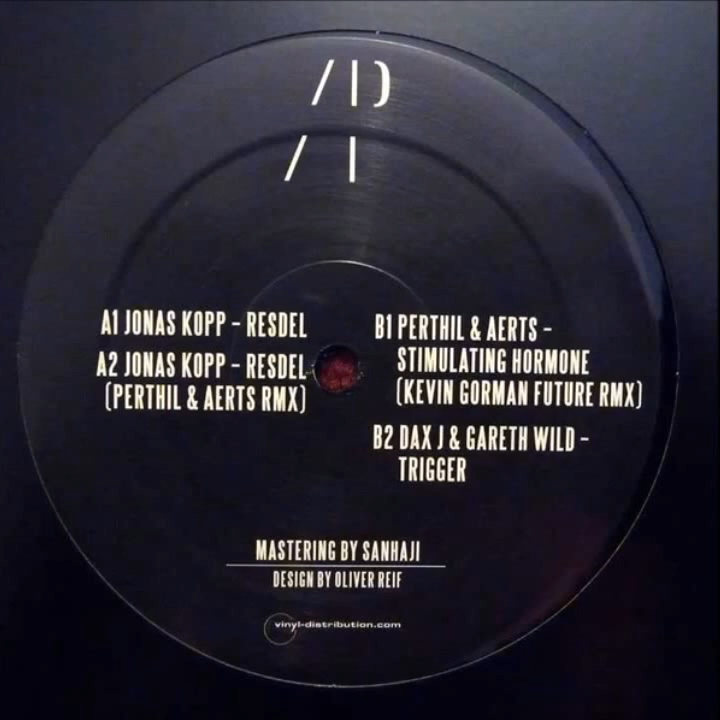 / | D
/ |
A1 JONAS KOPP – RESDEL
A2 JONAS KOPP – RESDEL
(PERTHIL & AERTS RMX)
B1 PERTHIL & AERTS –
STIMULATING HORMONE
(KEVIN GORMAN FUTURE RMX)
B2 DAX J & GARETH WILD –
TRIGGER
MASTERING BY SANHAJI
DESIGN BY OLIVER REIF
vinyl-distribution.com